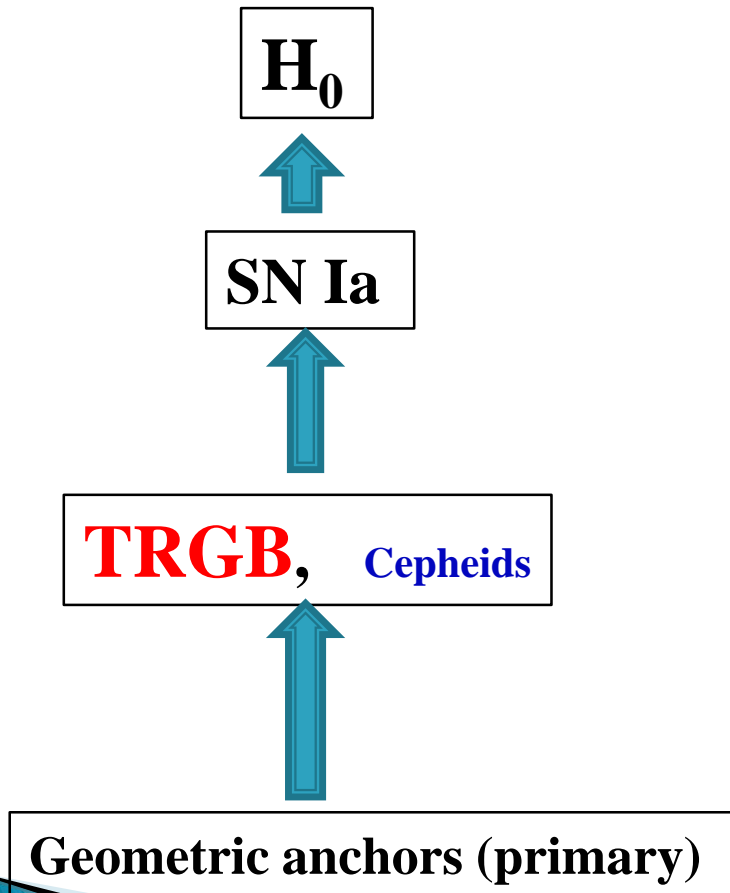 H₀
SN Ia
TRGB, Cepheids
Geometric anchors (primary)